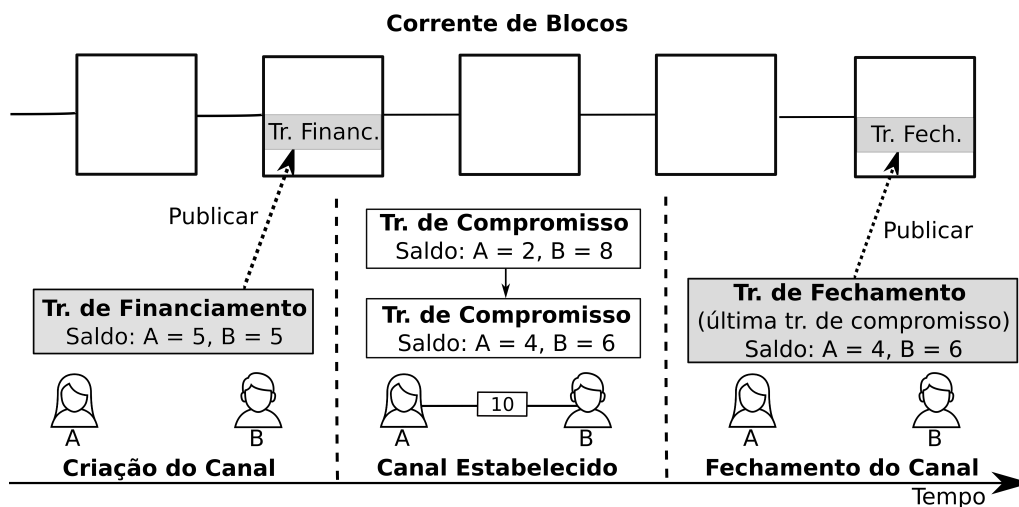 Corrente de Blocos
Tr. Financ.
Tr. Fech.
Publicar
Publicar
Tr. de Financiamento
Saldo: A = 5, B = 5
Tr. de Compromisso
Saldo: A = 2, B = 8
Tr. de Compromisso
Saldo: A = 4, B = 6
Tr. de Fechamento
(última tr. de compromisso)
Saldo: A = 4, B = 6
A
B
A
10
B
A
B
Criação do Canal
Canal Estabelecido
Fechamento do Canal
Tempo